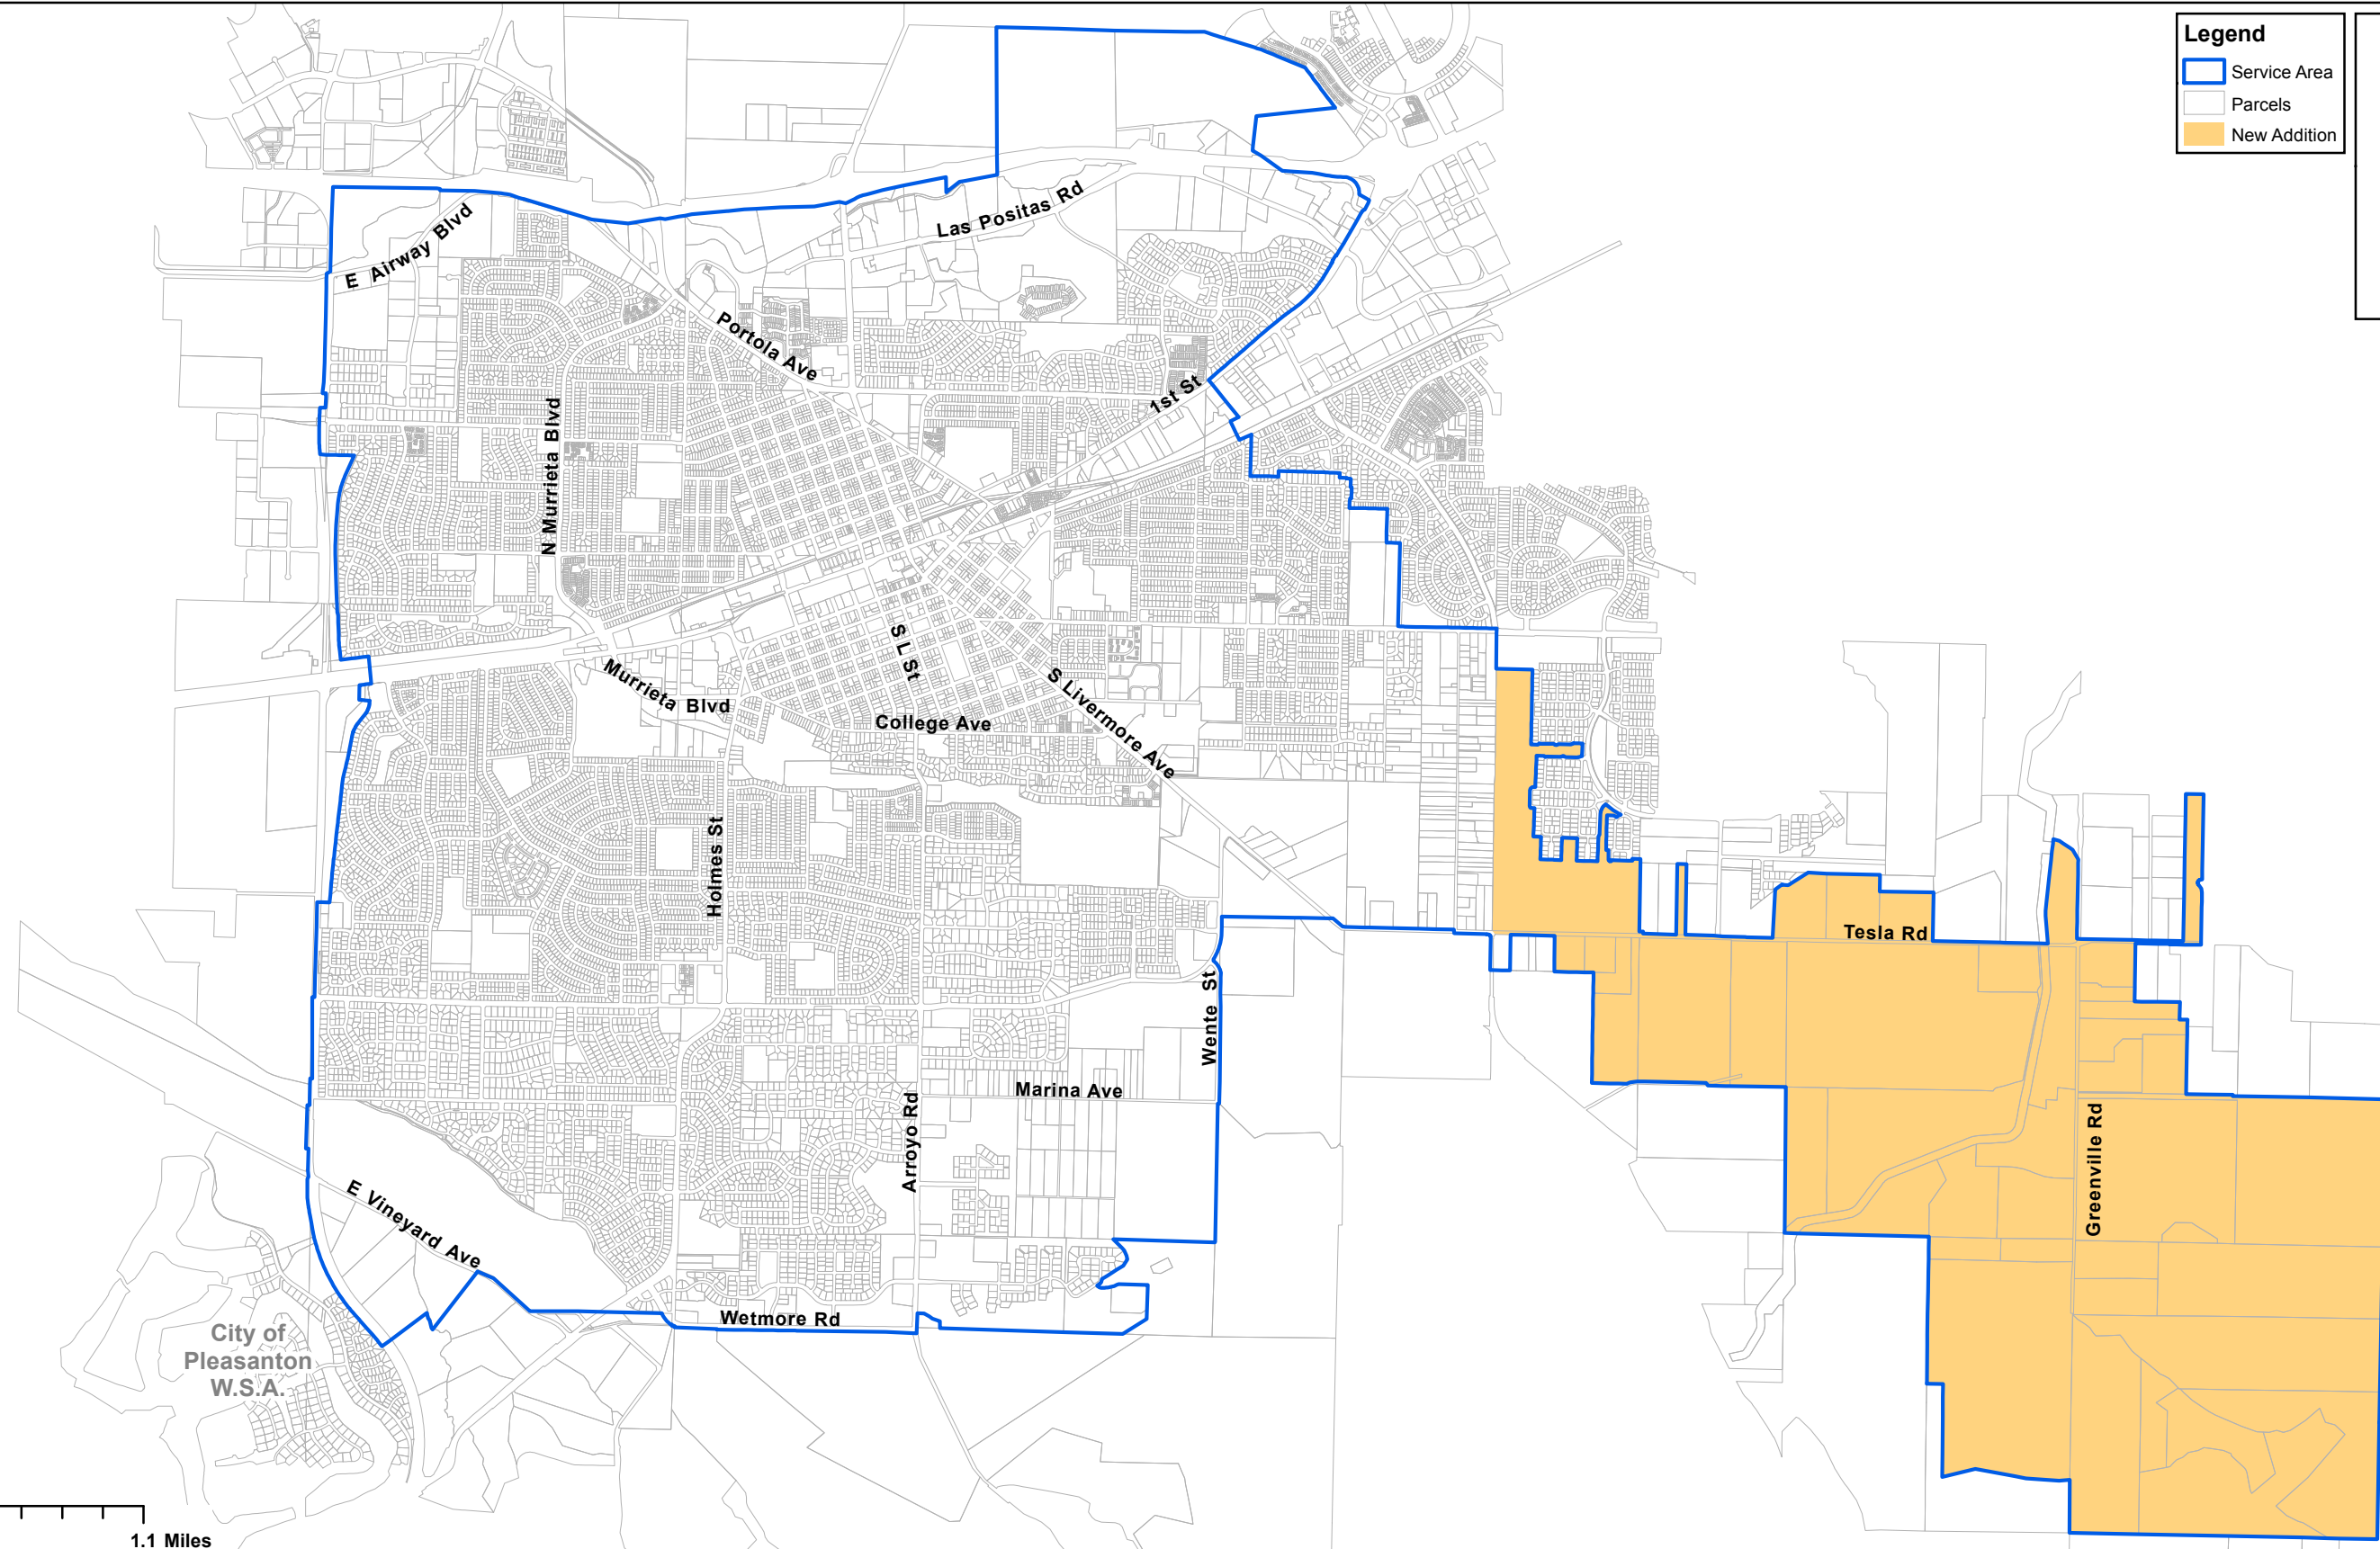 Legend
Service Area
Parcels
New Addition
Las Positas Rd
E Airway Blvd
Portola Ave
1st St
N Murrieta Blvd
S L St
Murrieta Blvd
S Livermore Ave
College Ave
Holmes St
Tesla Rd
Wente St
Marina Ave
Arroyo Rd
Greenville Rd
E Vineyard Ave
Wetmore Rd
City of
Pleasanton
W.S.A.
1.1 Miles